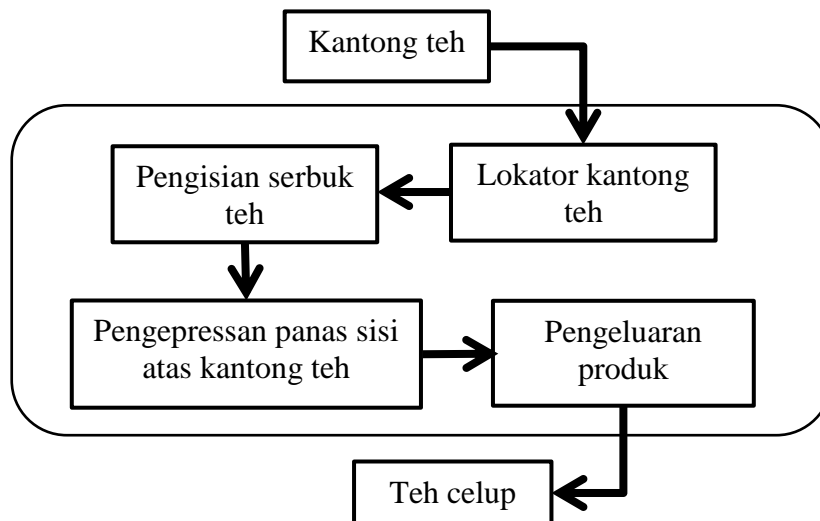 Kantong teh
Lokator kantong
teh
Pengisian serbuk
teh
Pengepressan panas sisi
atas kantong teh
Pengeluaran
produk
Teh celup